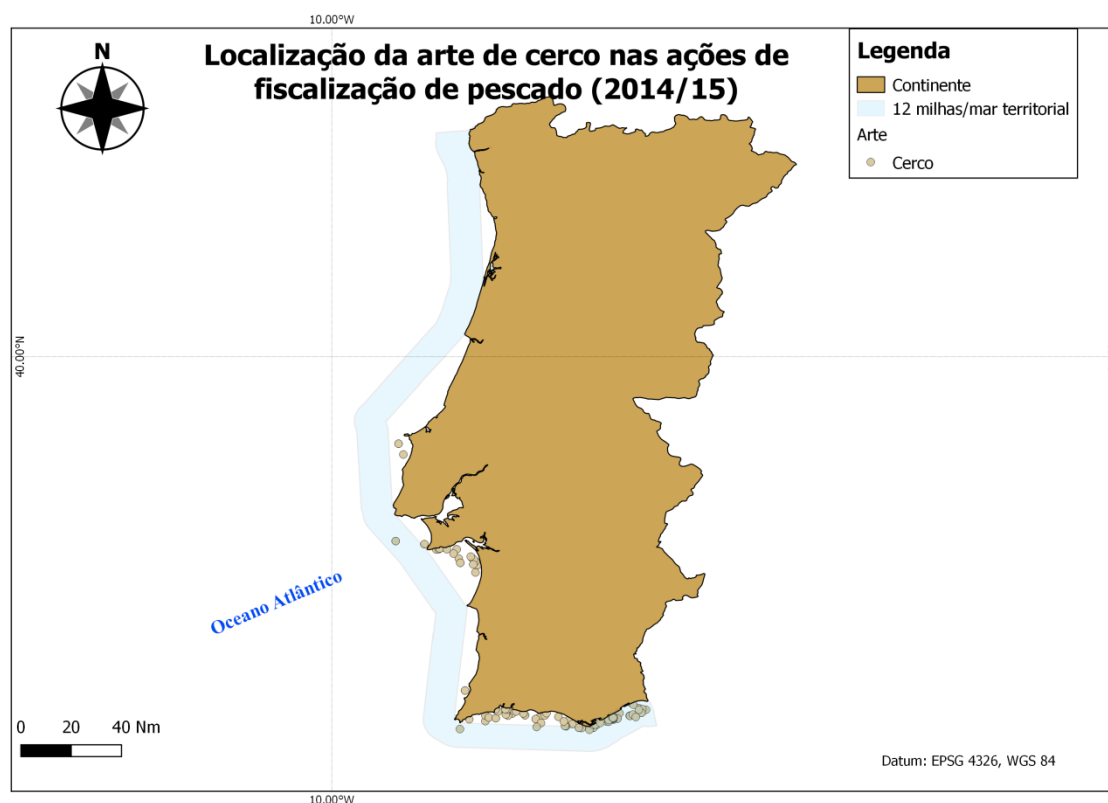 10.00°W
N
Localização da arte de cerco nas ações de
fiscalização de pescado (2014/15)
Legenda
Continente
12 milhas/mar territorial
Arte
Cerco
40.00°N
Oceano Atlântico
0 20 40 Nm
Datum: EPSG 4326, WGS 84
10.00°W